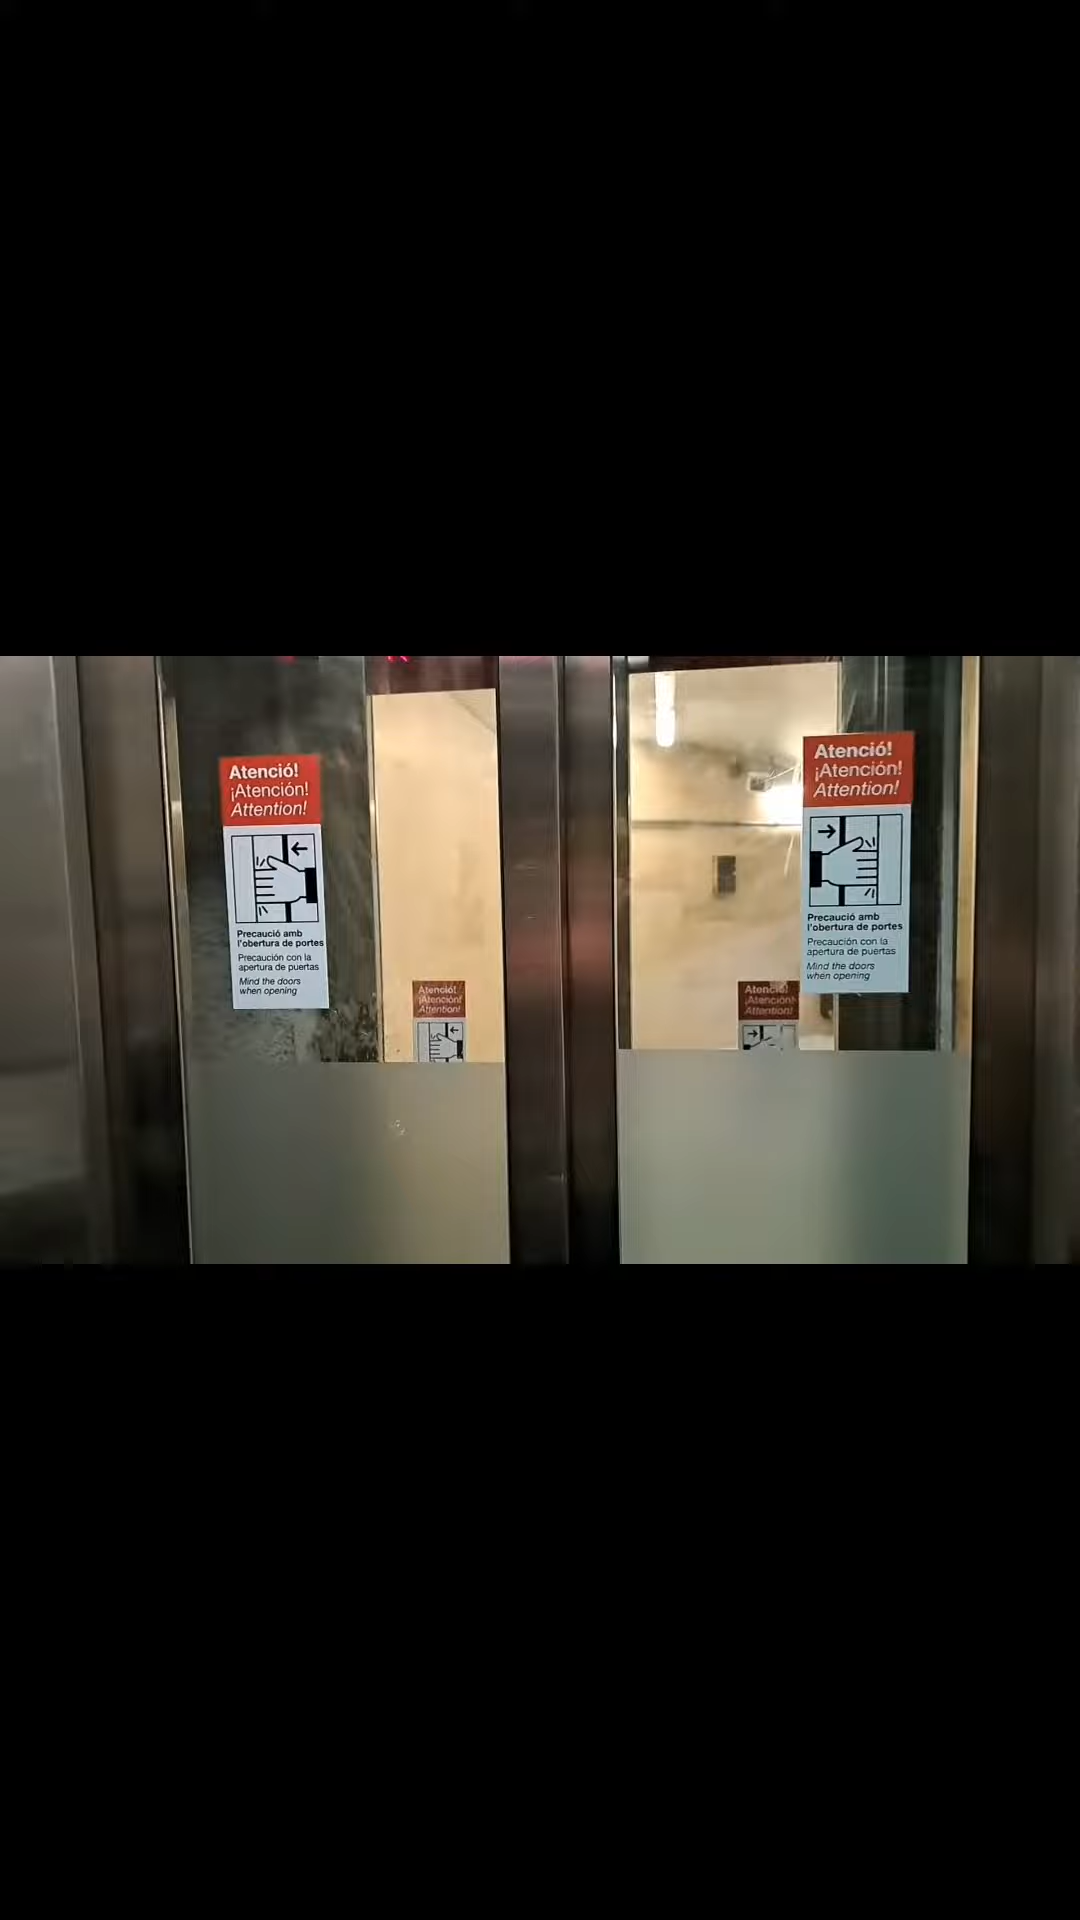 Atenció!
¡Atención!
Attention!
Precaució amb
l'obertura de portes
Precaución con la
apertura de puertas
Mind the doors
when opening
Atenció!
¡Atención!
Attention!
Atenció!
¡Atención!
Attention!
Atenció!
¡Atención!
Attention!
Precaució amb
l'obertura de portes
Precaución con la
apertura de puertas
Mind the doors
when opening